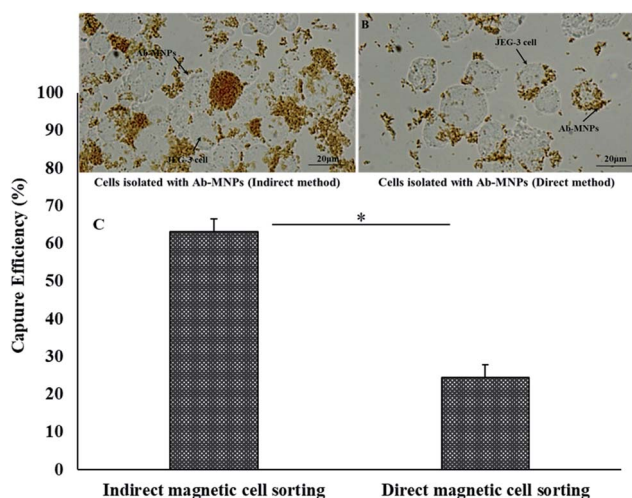 A
B
Ab-MNPs
JEG-3 cell
JEG-3 cell
Ab-MNPs
20µm
20µm
Cells isolated with Ab-MNPs (Indirect method)
Cells isolated with Ab-MNPs (Direct method)
Capture Efficiency (%)
100
90
80
70
60
50
40
30
20
10
0
C
*
Indirect magnetic cell sorting
Direct magnetic cell sorting